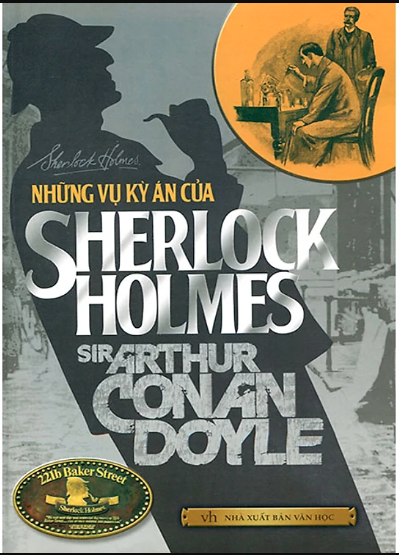 Sherlock Holmes.
NHỮNG VỤ KỲ ÁN CỦA
SHERLOCK
HOLMES
SIR ARTHUR
CONAN
DOYLE
221b Baker Street
Sherlock Holmes
vh NHÀ XUẤT BẢN VĂN HỌC